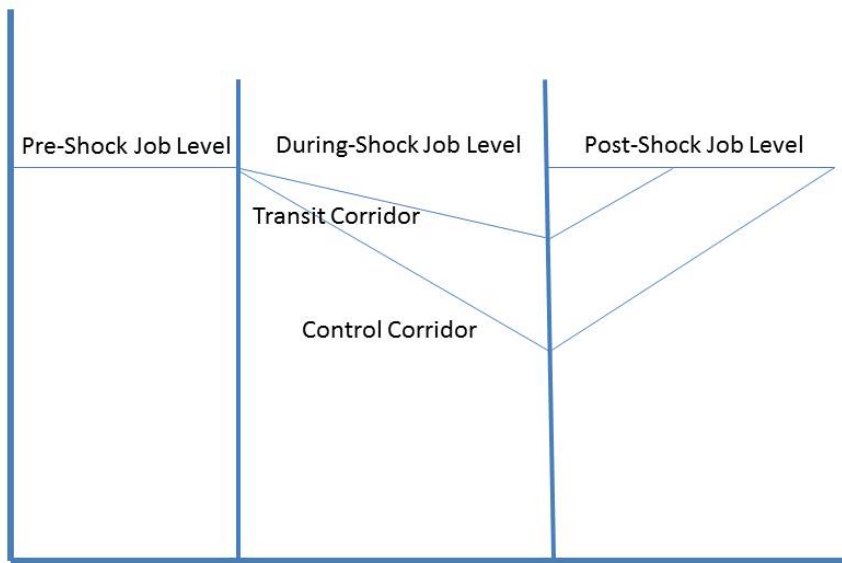 Pre-Shock Job Level
During-Shock Job Level
Post-Shock Job Level
Transit Corridor
Control Corridor